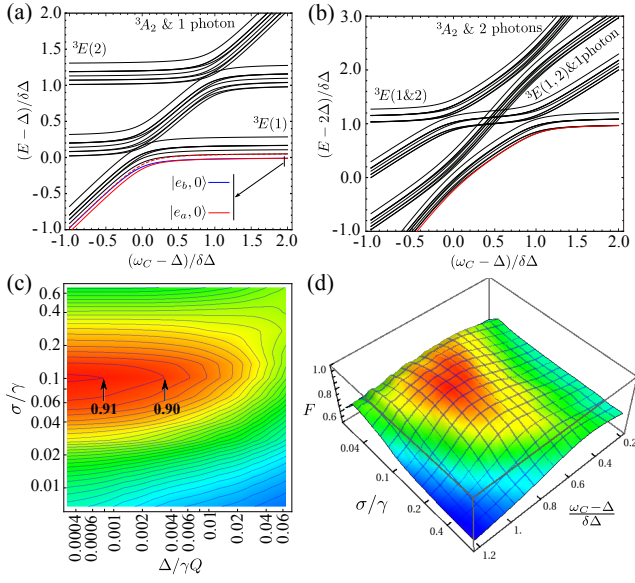 (a)
³A₂ & 1 photon
³E(2)
³E(1)
|e_b, 0⟩
|e_a, 0⟩
(E − Δ)/δΔ
2.0
1.5
1.0
0.5
0.0
-0.5
-1.0
-1.0 -0.5 0.0 0.5 1.0 1.5 2.0
(ω_C − Δ)/δΔ
(b)
³A₂ & 2 photons
³E(1,2)&1photon
³E(1&2)
(E − 2Δ)/δΔ
3.0
2.0
1.0
0.0
-1.0
-1.0 -0.5 0.0 0.5 1.0 1.5 2.0
(ω_C − Δ)/δΔ
(c)
σ/γ
0.6
0.4
0.2
0.1
0.06
0.04
0.02
0.01
0.91 0.90
0.0004 0.0006 0.001 0.002 0.004 0.006 0.01 0.02 0.04 0.06
Δ/γQ
(d)
F
1.0
0.8
0.6
0.04
0.1
0.2
0.4
σ/γ
1.2 1. 0.8 0.6 0.4 0.2
ω_C−Δ
δΔ